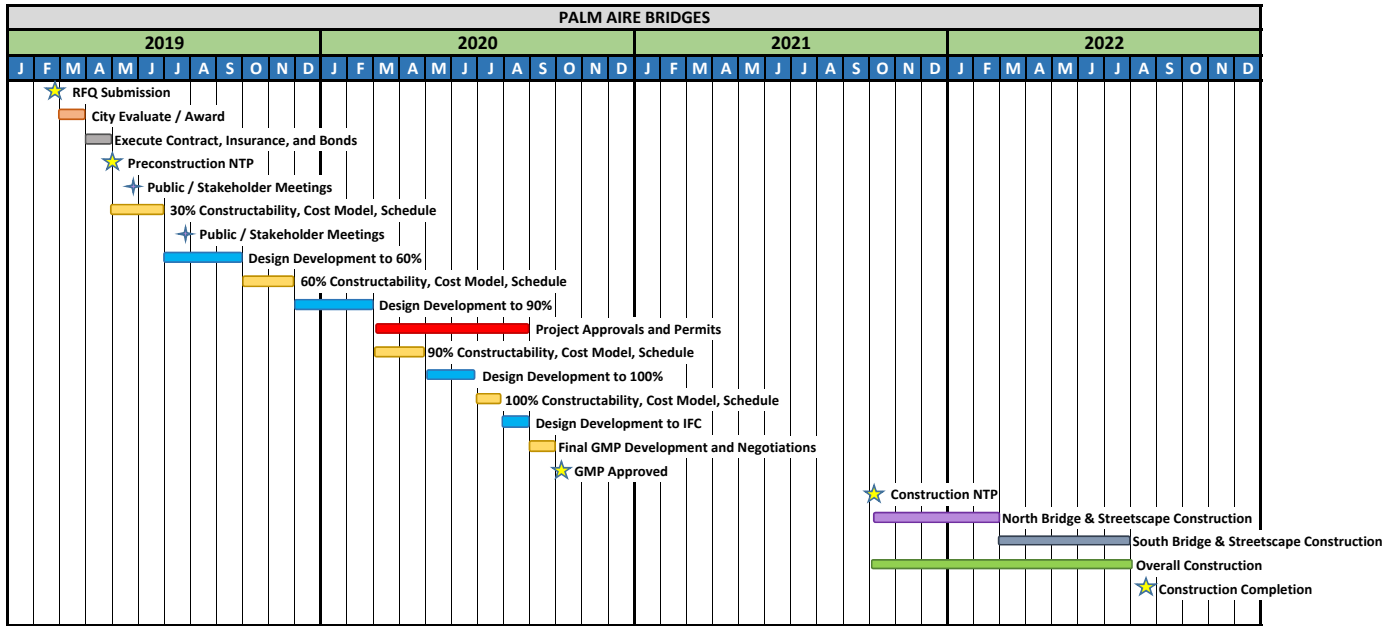 PALM AIRE BRIDGES
2019 2020 2021 2022
J F M A M J J A S O N D J F M A M J J A S O N D J F M A M J J A S O N D J F M A M J J A S O N D
RFQ Submission
City Evaluate / Award
Execute Contract, Insurance, and Bonds
Preconstruction NTP
Public / Stakeholder Meetings
30% Constructability, Cost Model, Schedule
Public / Stakeholder Meetings
Design Development to 60%
60% Constructability, Cost Model, Schedule
Design Development to 90%
Project Approvals and Permits
90% Constructability, Cost Model, Schedule
Design Development to 100%
100% Constructability, Cost Model, Schedule
Design Development to IFC
Final GMP Development and Negotiations
GMP Approved
Construction NTP
North Bridge & Streetscape Construction
South Bridge & Streetscape Construction
Overall Construction
Construction Completion